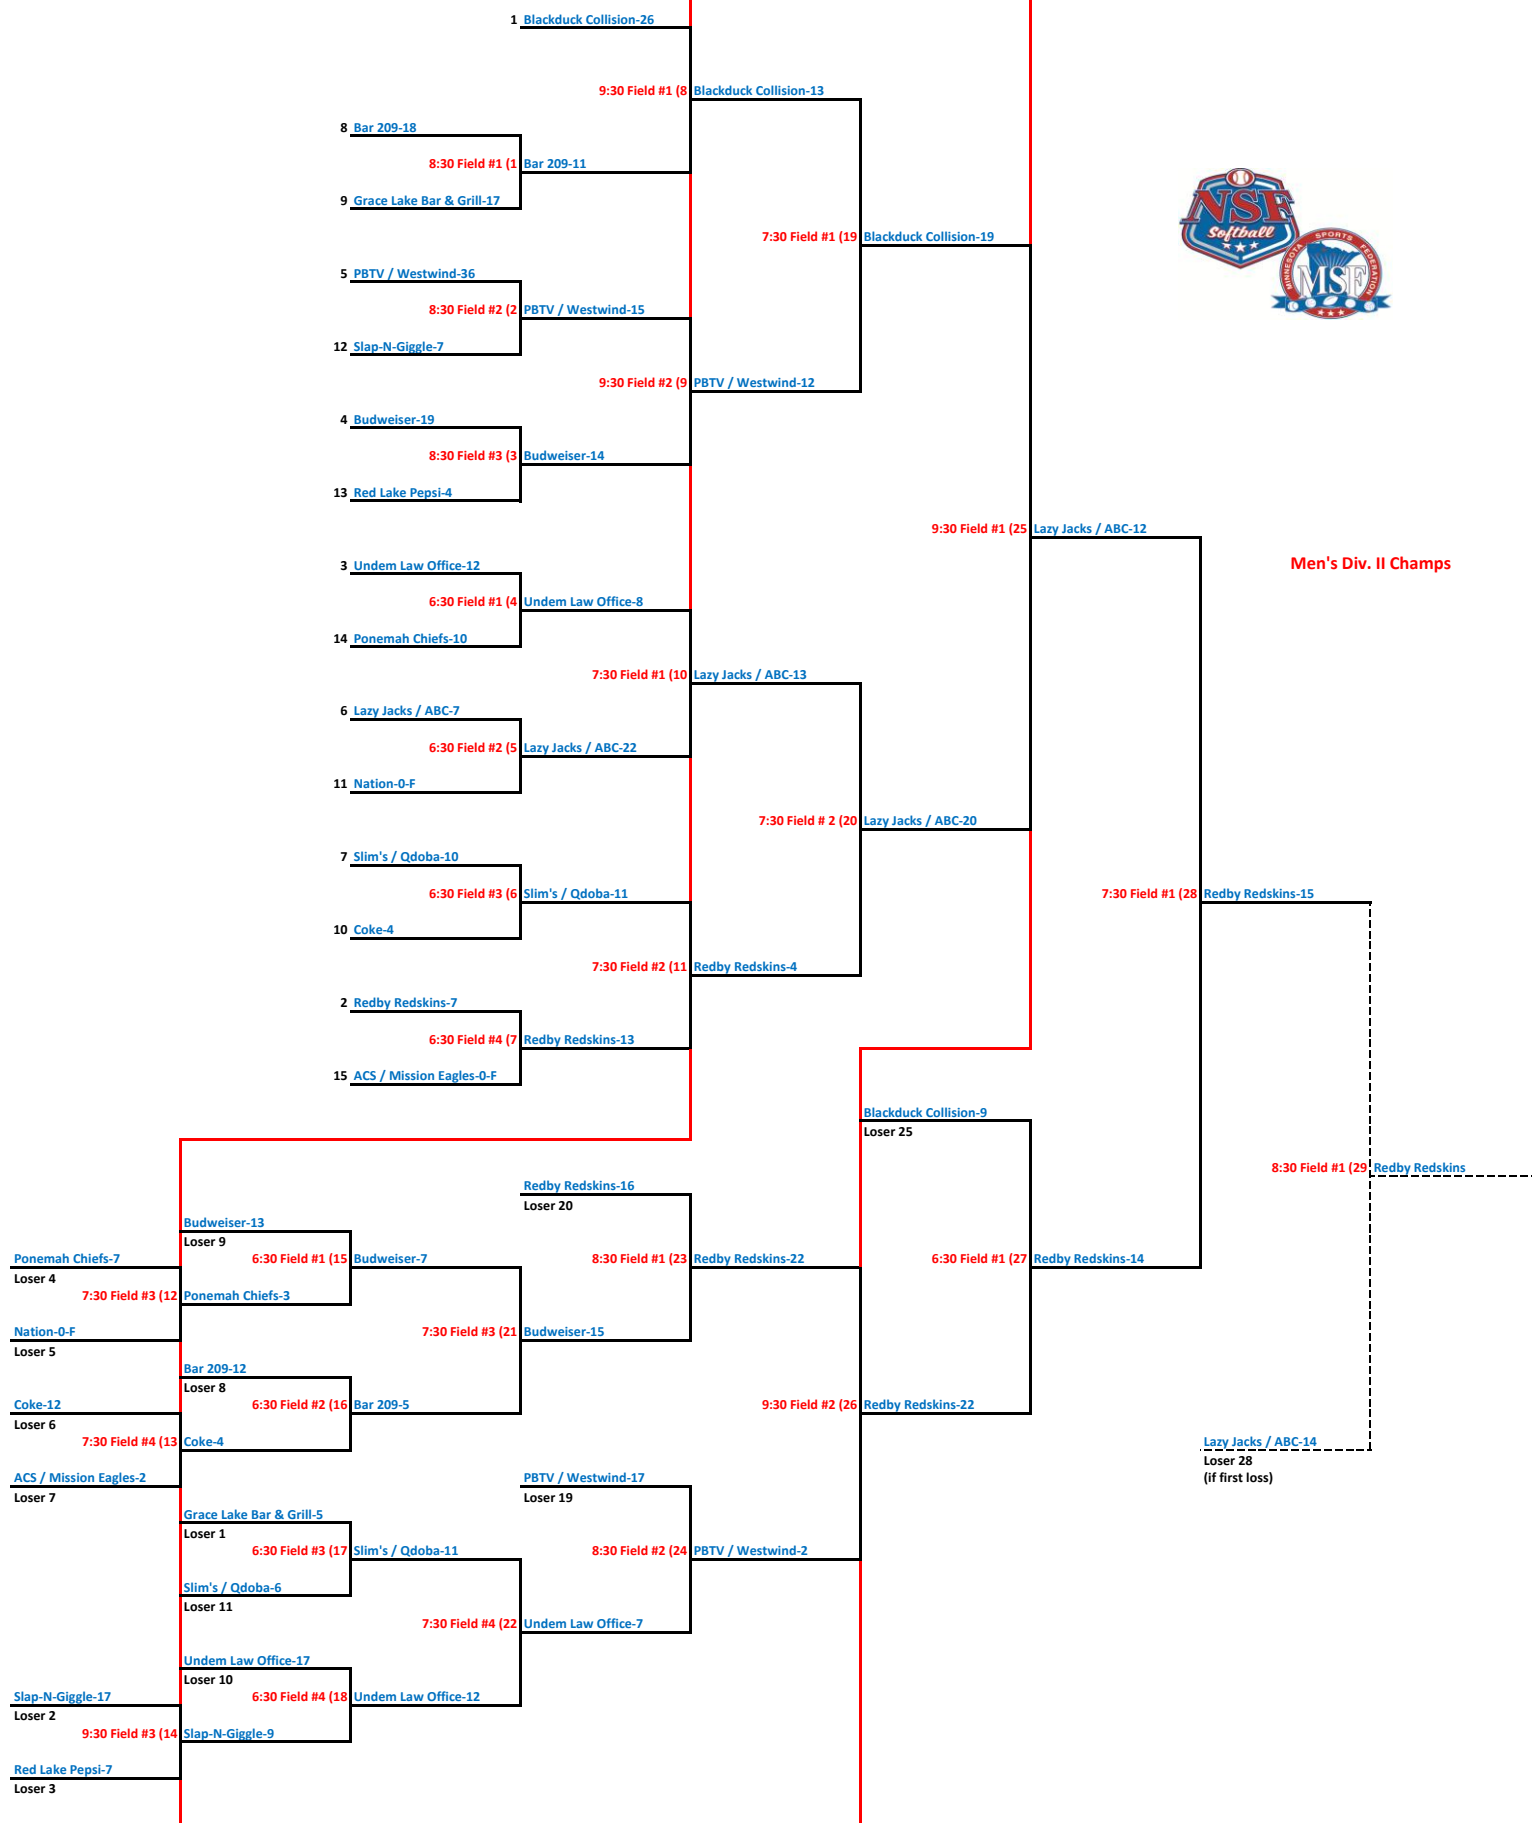 1 Blackduck Collision-26
9:30 Field #1 (8 Blackduck Collision-13
8 Bar 209-18
8:30 Field #1 (1 Bar 209-11
9 Grace Lake Bar & Grill-17
7:30 Field #1 (19 Blackduck Collision-19
NSF
Softball
MINNESOTA SPORTS FEDERATION
MSF
5 PBTV / Westwind-36
8:30 Field #2 (2 PBTV / Westwind-15
12 Slap-N-Giggle-7
9:30 Field #2 (9 PBTV / Westwind-12
4 Budweiser-19
8:30 Field #3 (3 Budweiser-14
13 Red Lake Pepsi-4
9:30 Field #1 (25 Lazy Jacks / ABC-12
Men's Div. II Champs
3 Undem Law Office-12
6:30 Field #1 (4 Undem Law Office-8
14 Ponemah Chiefs-10
7:30 Field #1 (10 Lazy Jacks / ABC-13
6 Lazy Jacks / ABC-7
6:30 Field #2 (5 Lazy Jacks / ABC-22
11 Nation-0-F
7:30 Field # 2 (20 Lazy Jacks / ABC-20
7 Slim's / Qdoba-10
6:30 Field #3 (6 Slim's / Qdoba-11
7:30 Field #1 (28 Redby Redskins-15
10 Coke-4
7:30 Field #2 (11 Redby Redskins-4
2 Redby Redskins-7
6:30 Field #4 (7 Redby Redskins-13
15 ACS / Mission Eagles-0-F
Blackduck Collision-9
Loser 25
8:30 Field #1 (29 Redby Redskins
Redby Redskins-16
Loser 20
Budweiser-13
Loser 9
Ponemah Chiefs-7
6:30 Field #1 (15 Budweiser-7
8:30 Field #1 (23 Redby Redskins-22
6:30 Field #1 (27 Redby Redskins-14
Loser 4
7:30 Field #3 (12 Ponemah Chiefs-3
Nation-0-F
7:30 Field #3 (21 Budweiser-15
Loser 5
Bar 209-12
Loser 8
Coke-12
6:30 Field #2 (16 Bar 209-5
9:30 Field #2 (26 Redby Redskins-22
Loser 6
7:30 Field #4 (13 Coke-4
Lazy Jacks / ABC-14
Loser 28
(if first loss)
ACS / Mission Eagles-2
PBTV / Westwind-17
Loser 7
Loser 19
Grace Lake Bar & Grill-5
Loser 1
6:30 Field #3 (17 Slim's / Qdoba-11
8:30 Field #2 (24 PBTV / Westwind-2
Slim's / Qdoba-6
Loser 11
7:30 Field #4 (22 Undem Law Office-7
Undem Law Office-17
Loser 10
Slap-N-Giggle-17
6:30 Field #4 (18 Undem Law Office-12
Loser 2
9:30 Field #3 (14 Slap-N-Giggle-9
Red Lake Pepsi-7
Loser 3